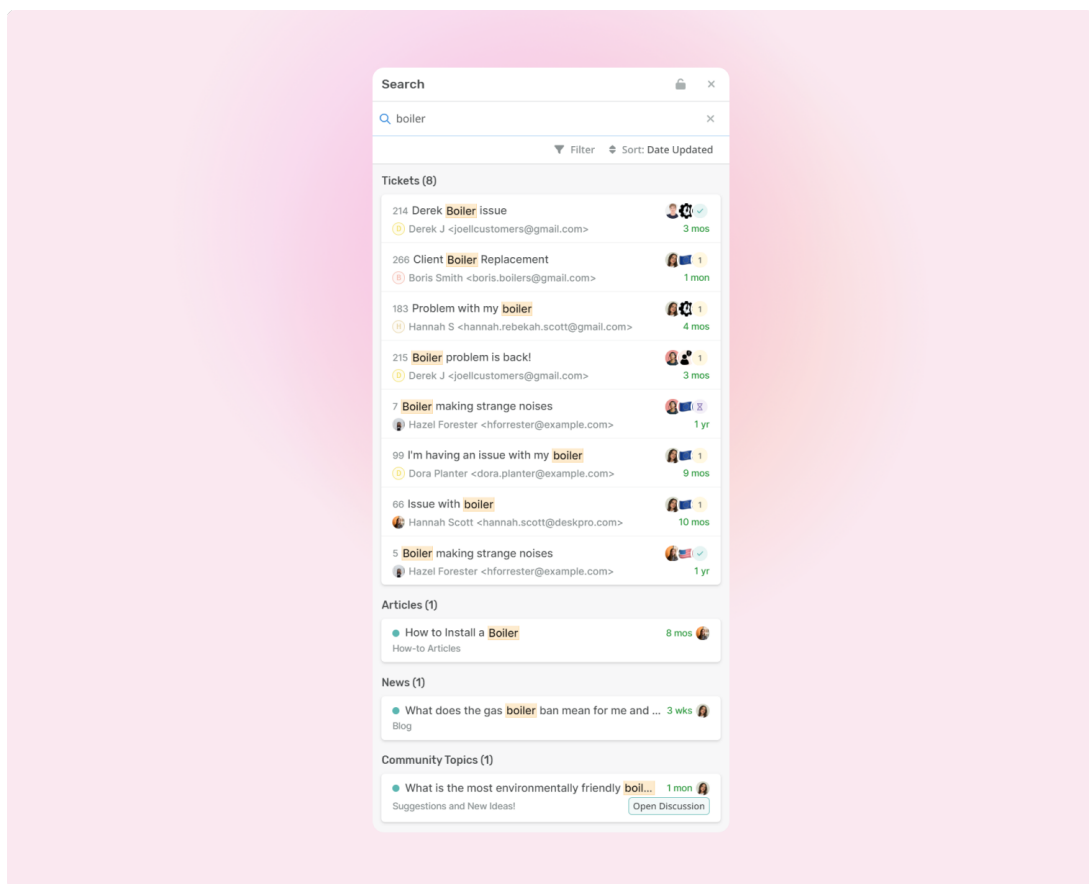 Search
boiler
Filter Sort: Date Updated
Tickets (8)
214 Derek Boiler issue
D Derek J <joellcustomers@gmail.com> 3 mos
266 Client Boiler Replacement 1
B Boris Smith <boris.boilers@gmail.com> 1 mon
183 Problem with my boiler 1
H Hannah S <hannah.rebekah.scott@gmail.com> 4 mos
215 Boiler problem is back! 1
D Derek J <joellcustomers@gmail.com> 3 mos
7 Boiler making strange noises
Hazel Forester <hforrester@example.com> 1 yr
99 I'm having an issue with my boiler 1
D Dora Planter <dora.planter@example.com> 9 mos
66 Issue with boiler 1
Hannah Scott <hannah.scott@deskpro.com> 10 mos
5 Boiler making strange noises
Hazel Forester <hforrester@example.com> 1 yr
Articles (1)
How to Install a Boiler 8 mos
How-to Articles
News (1)
What does the gas boiler ban mean for me and ... 3 wks
Blog
Community Topics (1)
What is the most environmentally friendly boil... 1 mon
Suggestions and New Ideas! Open Discussion